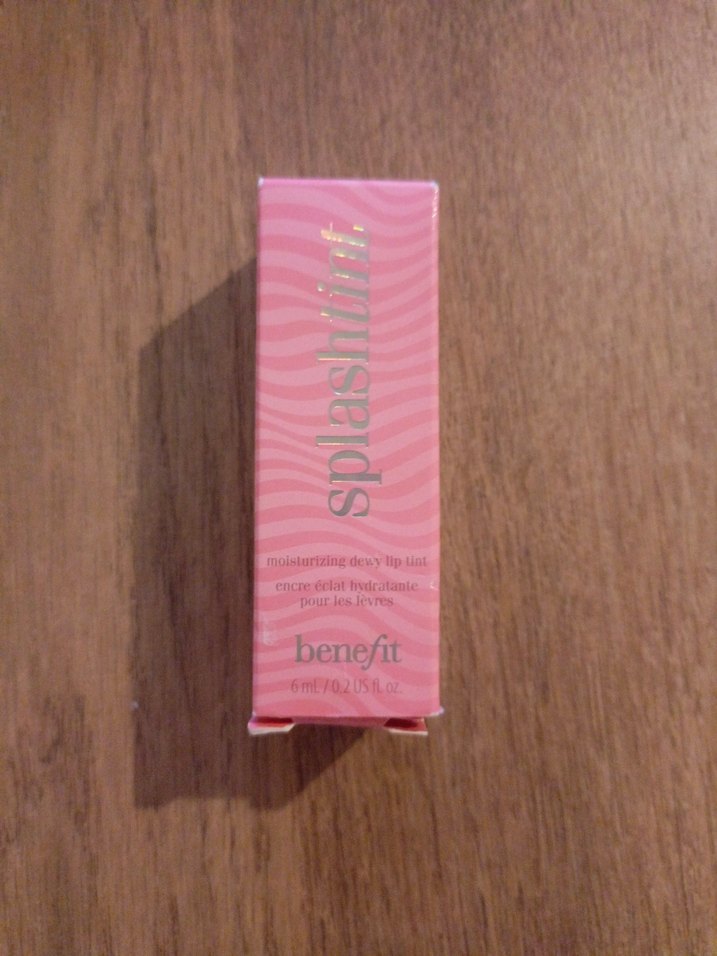 splashtint
moisturizing dewy lip tint
encre éclat hydratante
pour les lèvres
benefit
6 mL / 0.2 US fl. oz.